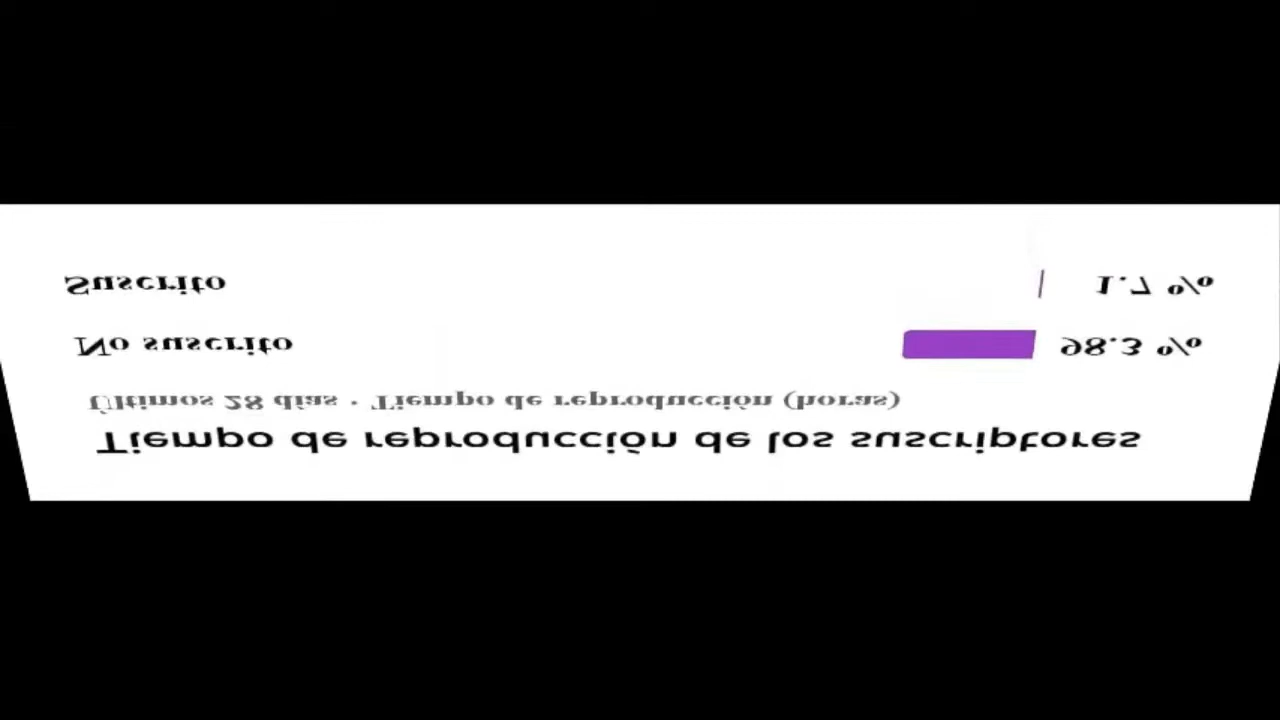 Tiempo de reproducción de los suscriptores
Últimos 28 días · Tiempo de reproducción (horas)
No suscrito 98.3 %
Suscrito 1.7 %